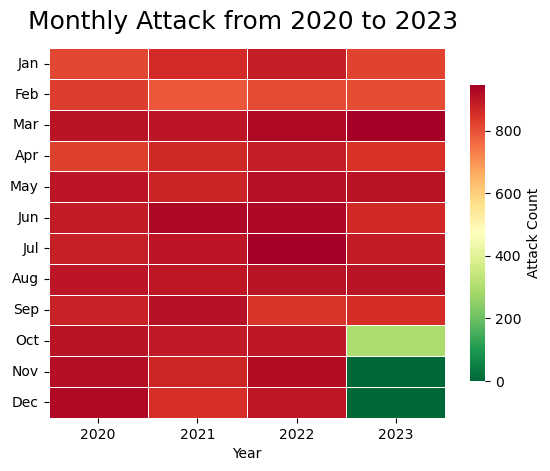 Monthly Attack from 2020 to 2023
Jan
Feb
Mar
Apr
May
Jun
Jul
Aug
Sep
Oct
Nov
Dec
2020 2021 2022 2023
Year
800
600
400
200
0
Attack Count